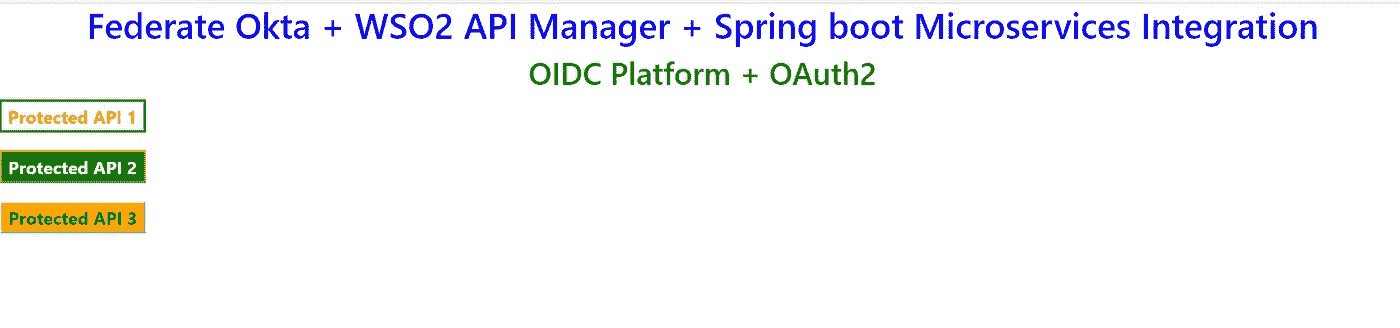 Federate Okta + WSO2 API Manager + Spring boot Microservices Integration
OIDC Platform + OAuth2
Protected API 1
Protected API 2
Protected API 3